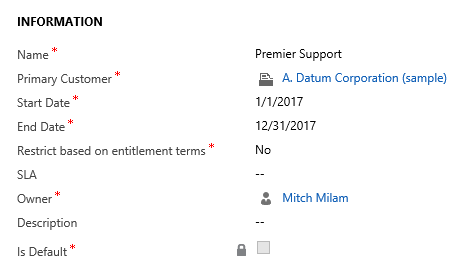 INFORMATION
Name* Premier Support
Primary Customer* A. Datum Corporation (sample)
Start Date* 1/1/2017
End Date* 12/31/2017
Restrict based on entitlement terms* No
SLA --
Owner* Mitch Milam
Description --
Is Default*